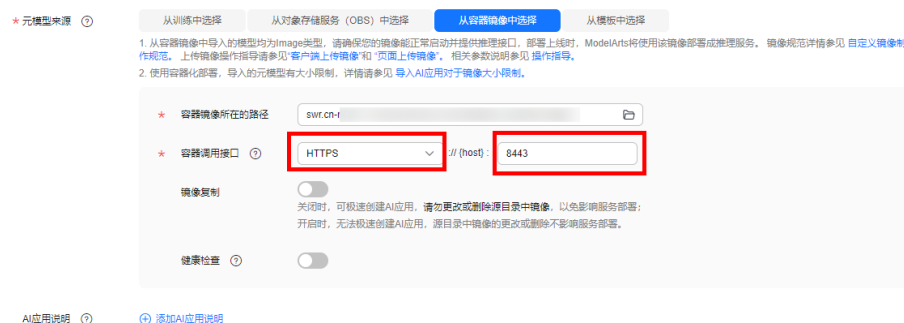 * 元模型来源 ? 从训练中选择 从对象存储服务（OBS）中选择 从容器镜像中选择 从模板中选择
1. 从容器镜像中导入的模型均为Image类型，请确保您的镜像能正常启动并提供推理接口，部署上线时，ModelArts将使用该镜像部署成推理服务。 镜像规范详情参见 自定义镜像制
作规范。 上传镜像操作指导请参见“客户端上传镜像”和 “页面上传镜像”。 相关参数说明参见 操作指导。
2. 使用容器化部署，导入的元模型有大小限制，详情请参见 导入AI应用对于镜像大小限制。
* 容器镜像所在的路径 swr.cn-
* 容器调用接口 ? HTTPS :// {host} : 8443
镜像复制
关闭时，可极速创建AI应用，请勿更改或删除源目录中镜像，以免影响服务部署；
开启时，无法极速创建AI应用，源目录中镜像的更改或删除不影响服务部署。
健康检查 ?
AI应用说明 ? 添加AI应用说明